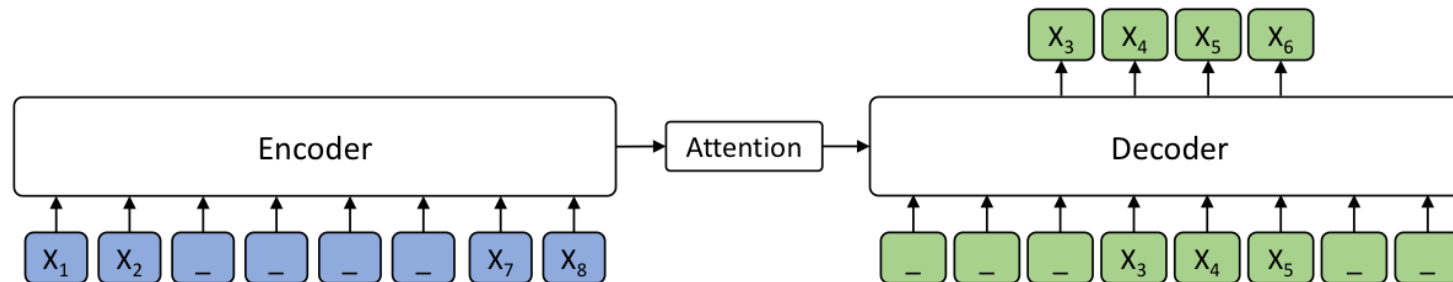 X₃ X₄ X₅ X₆
Encoder Attention Decoder
X₁ X₂ _ _ _ _ X₇ X₈ _ _ _ X₃ X₄ X₅ _ _